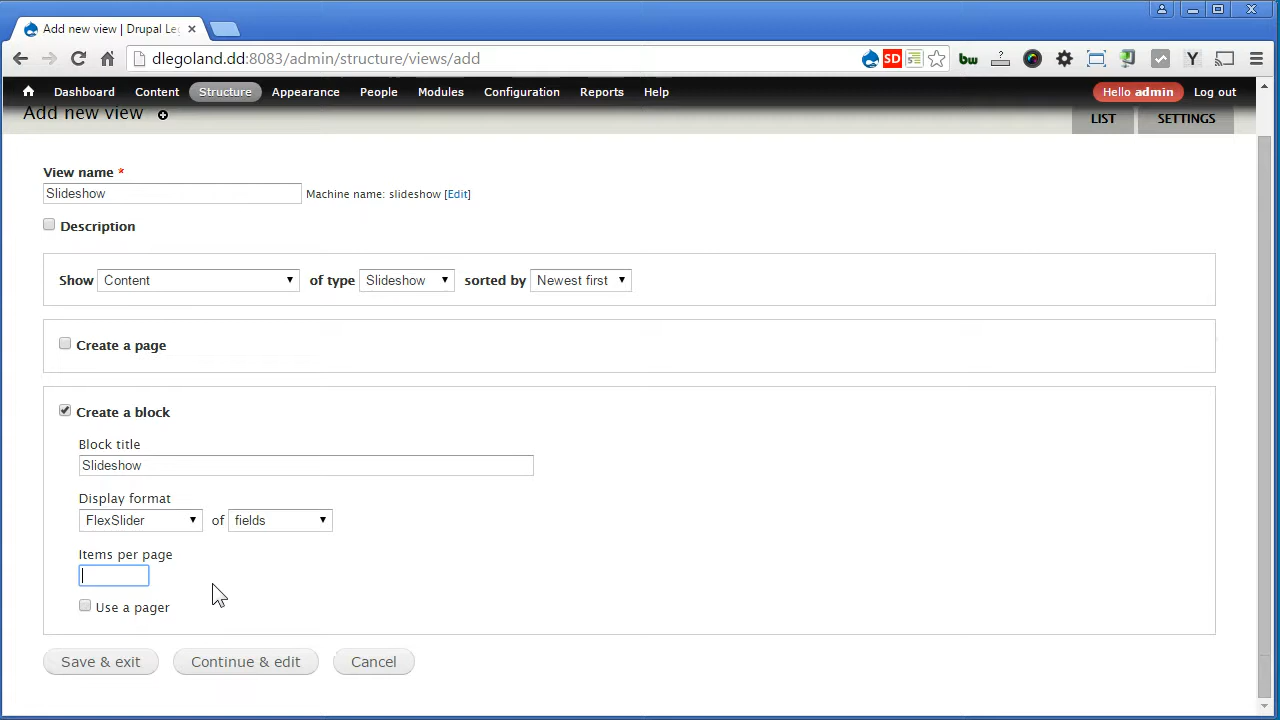 Add new view | Drupal Le
dleggland.dd:8083/admin/structure/views/add
SD
bw
Y
Dashboard Content Structure Appearance People Modules Configuration Reports Help Hello admin Log out
Add new view
LIST SETTINGS
View name *
Slideshow Machine name: slideshow [Edit]
Description
Show Content of type Slideshow sorted by Newest first
Create a page
Create a block
Block title
Slideshow
Display format
FlexSlider of fields
Items per page
Use a pager
Save & exit Continue & edit Cancel